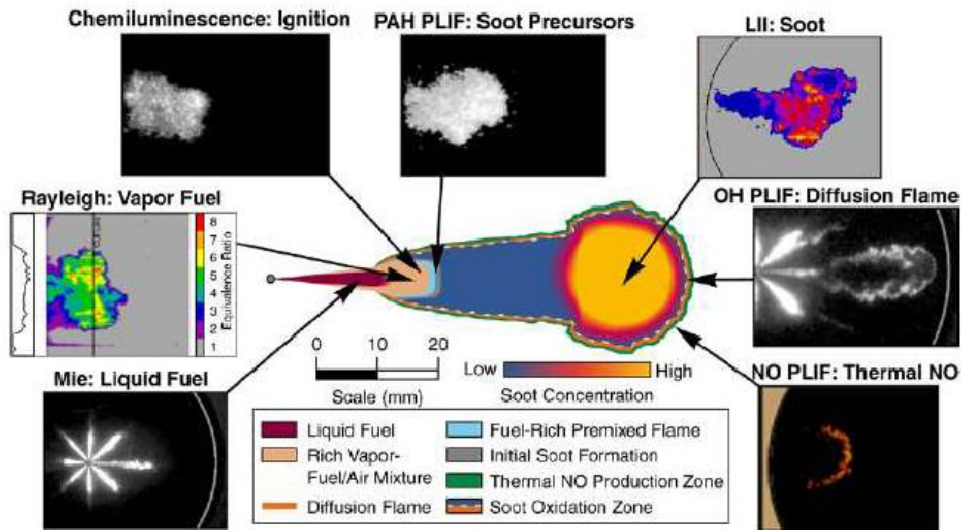 Chemiluminescence: Ignition
PAH PLIF: Soot Precursors
LII: Soot
Rayleigh: Vapor Fuel
8
7
6
5
4
3
2
1
Equivalence Ratio
OH PLIF: Diffusion Flame
Mie: Liquid Fuel
0 10 20
Scale (mm)
Low High
Soot Concentration
NO PLIF: Thermal NO
Liquid Fuel
Rich Vapor-
Fuel/Air Mixture
Diffusion Flame
Fuel-Rich Premixed Flame
Initial Soot Formation
Thermal NO Production Zone
Soot Oxidation Zone